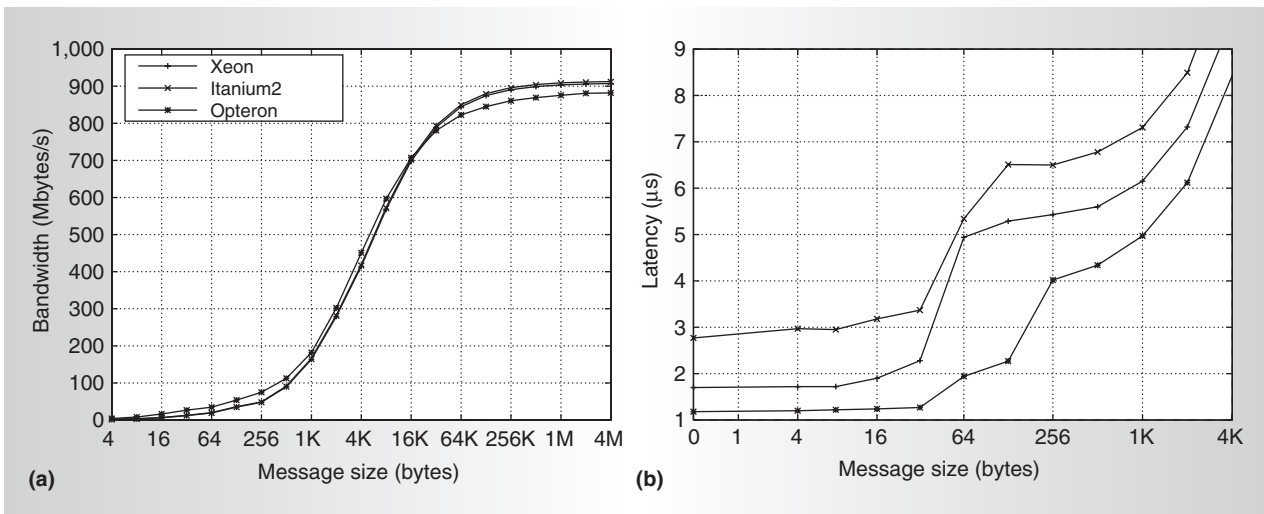 1,000
900
800
700
600
500
400
300
200
100
0
Bandwidth (Mbytes/s)
Xeon
Itanium2
Opteron
4 16 64 256 1K 4K 16K 64K 256K 1M 4M
Message size (bytes)
(a)
9
8
7
6
5
4
3
2
1
Latency (μs)
0 1 4 16 64 256 1K 4K
Message size (bytes)
(b)